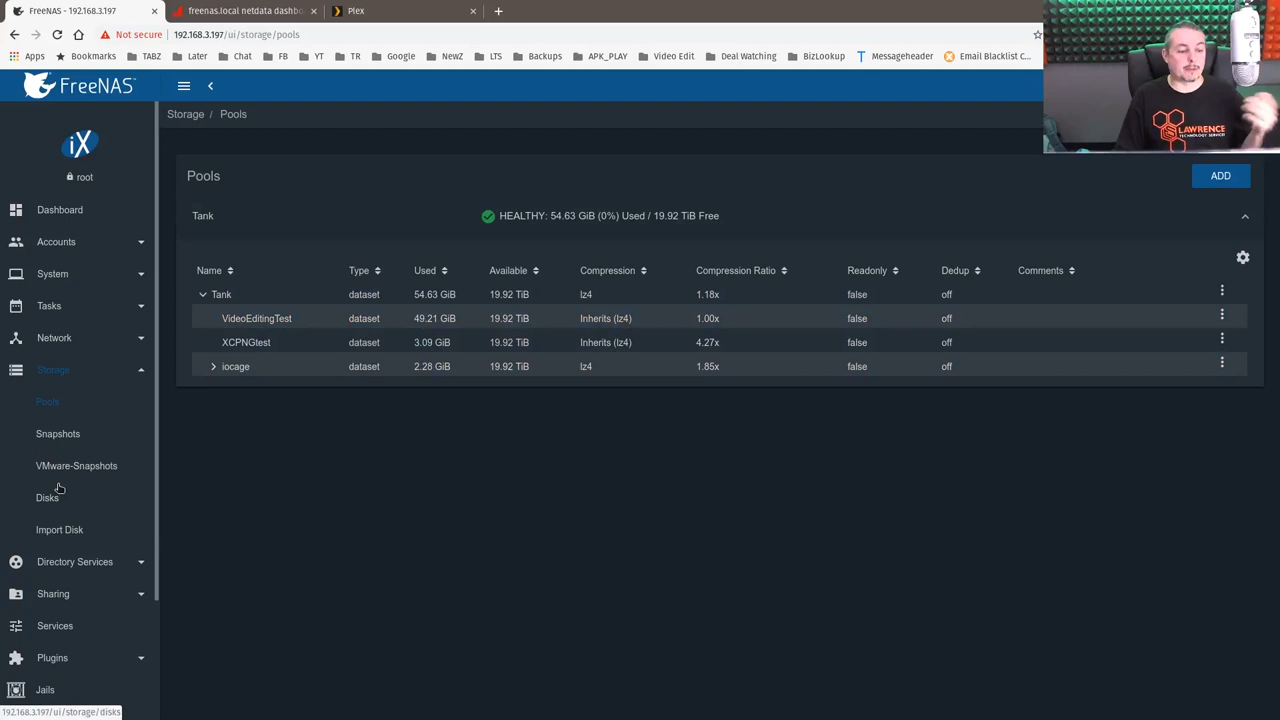 FreeNAS - 192.168.3.197
freenas.local netdata dashbo
Plex
Not secure
192.168.3.197/ui/storage/pools
Apps
Bookmarks
TABZ
Later
Chat
FB
YT
TR
Google
NewZ
LTS
Backups
APK_PLAY
Video Edit
Deal Watching
BizLookup
Messageheader
Email Blacklist C...
FreeNAS
Storage / Pools
iX
root
Dashboard
Accounts
System
Tasks
Network
Storage
Pools
Snapshots
VMware-Snapshots
Disks
Import Disk
Directory Services
Sharing
Services
Plugins
Jails
192.168.3.197/ui/storage/disks
Pools
ADD
Tank HEALTHY: 54.63 GiB (0%) Used / 19.92 TiB Free
Name Type Used Available Compression Compression Ratio Readonly Dedup Comments
Tank dataset 54.63 GiB 19.92 TiB lz4 1.18x false off
VideoEditingTest dataset 49.21 GiB 19.92 TiB Inherits (lz4) 1.00x false off
XCPNGtest dataset 3.09 GiB 19.92 TiB Inherits (lz4) 4.27x false off
iocage dataset 2.28 GiB 19.92 TiB lz4 1.85x false off
LAWRENCE
TECHNOLOGY SERVICES